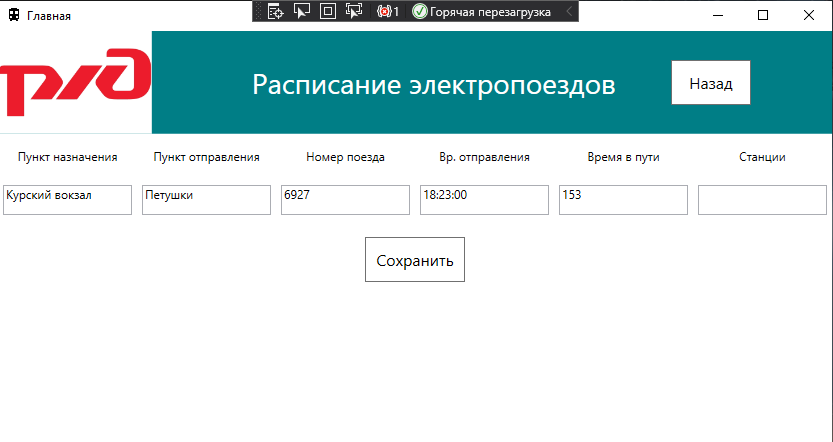 Главная
1 Горячая перезагрузка
ржд
Расписание электропоездов
Назад
Пункт назначения Пункт отправления Номер поезда Вр. отправления Время в пути Станции
Курский вокзал Петушки 6927 18:23:00 153
Сохранить